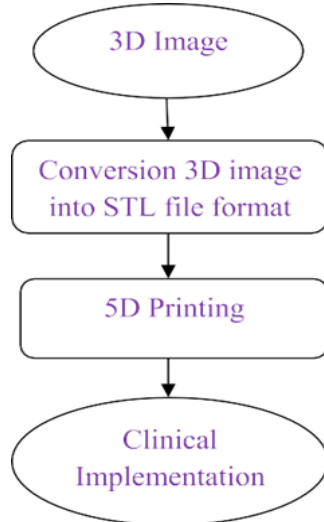 3D Image
Conversion 3D image
into STL file format
5D Printing
Clinical
Implementation